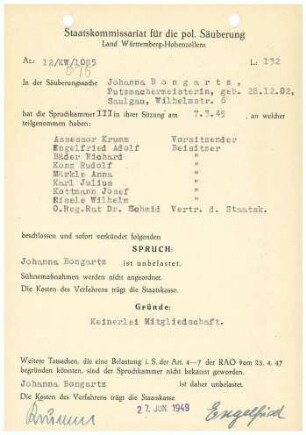 Staatskommissariat für die pol. Säuberung
Land Württemberg-Hohenzollern
Az.: 12/ZW/1065 L: 132
In der Säuberungssache Johanna Bongartz,
Putzmachermeisterin, geb. 26.12.02,
Saulgau, Wilhelmstr. 6
hat die Spruchkammer III in ihrer Sitzung am 7.3.49, an welcher
teilgenommen haben:
Assessor Krumm Vorsitzender
Engelfried Adolf Beisitzer
Bäder Richard "
Konz Rudolf "
Märkle Anna "
Karl Julius "
Kottmann Josef "
Eisele Wilhelm "
O.Reg.Rat Dr. Schmid Vertr. d. Staatsk.
beschlossen und sofort verkündet folgenden
SPRUCH:
Johanna Bongartz ist unbelastet.
Sühnemaßnahmen werden nicht angeordnet.
Die Kosten des Verfahrens trägt die Staatskasse.
Gründe:
Keinerlei Mitgliedschaft.
Weitere Tatsachen, die eine Belastung i. S. der Art. 4—7 der RAO vom 25. 4. 47
begründen könnten, sind der Spruchkammer nicht bekannt geworden.
Johanna Bongartz ist daher unbelastet.
Die Kosten des Verfahrens trägt die Staatskasse
27. JUNI 1949
Krumm Engelfried